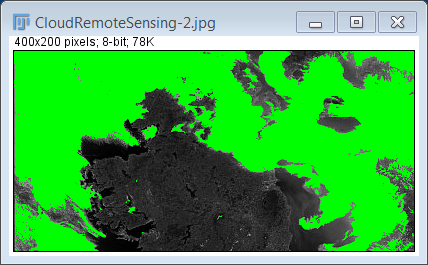 CloudRemoteSensing-2.jpg
400x200 pixels; 8-bit; 78K